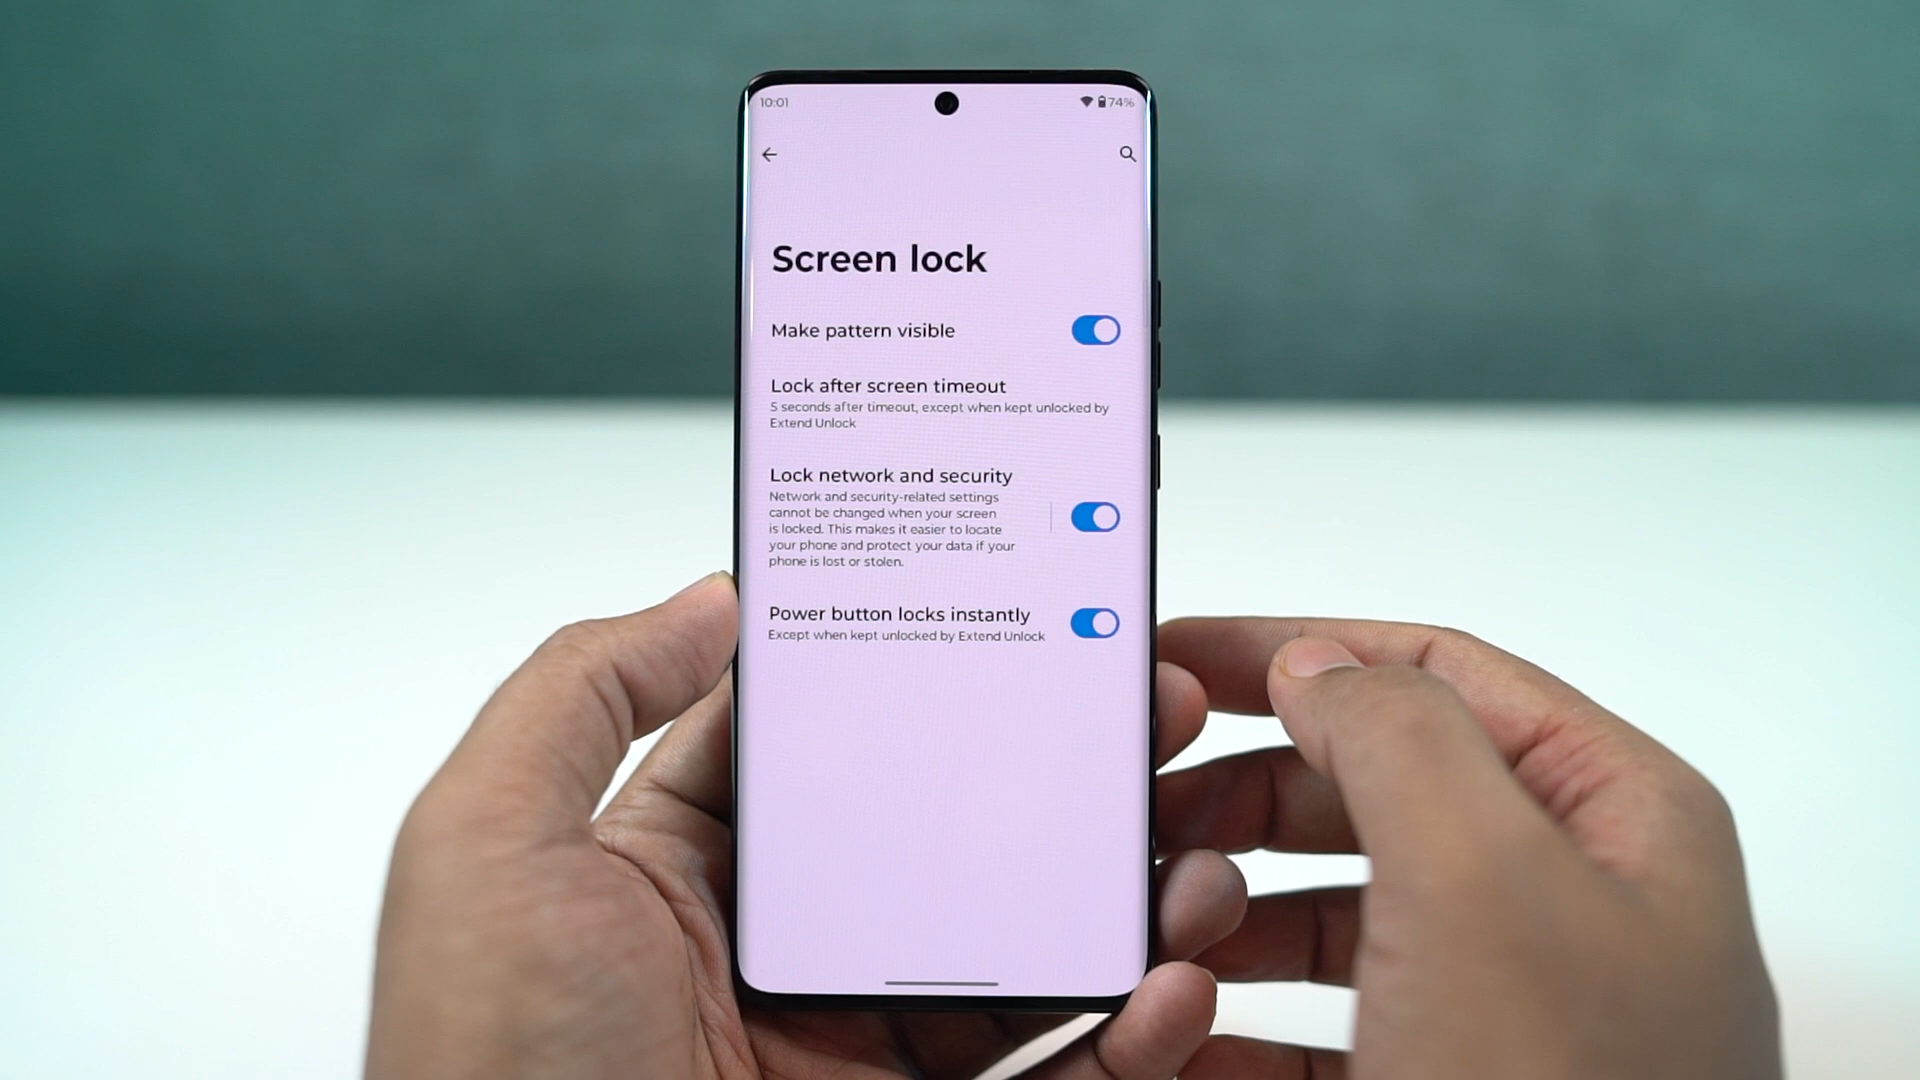 10:01
74%
Screen lock
Make pattern visible
Lock after screen timeout
5 seconds after timeout, except when kept unlocked by
Extend Unlock
Lock network and security
Network and security-related settings
cannot be changed when your screen
is locked. This makes it easier to locate
your phone and protect your data if your
phone is lost or stolen.
Power button locks instantly
Except when kept unlocked by Extend Unlock